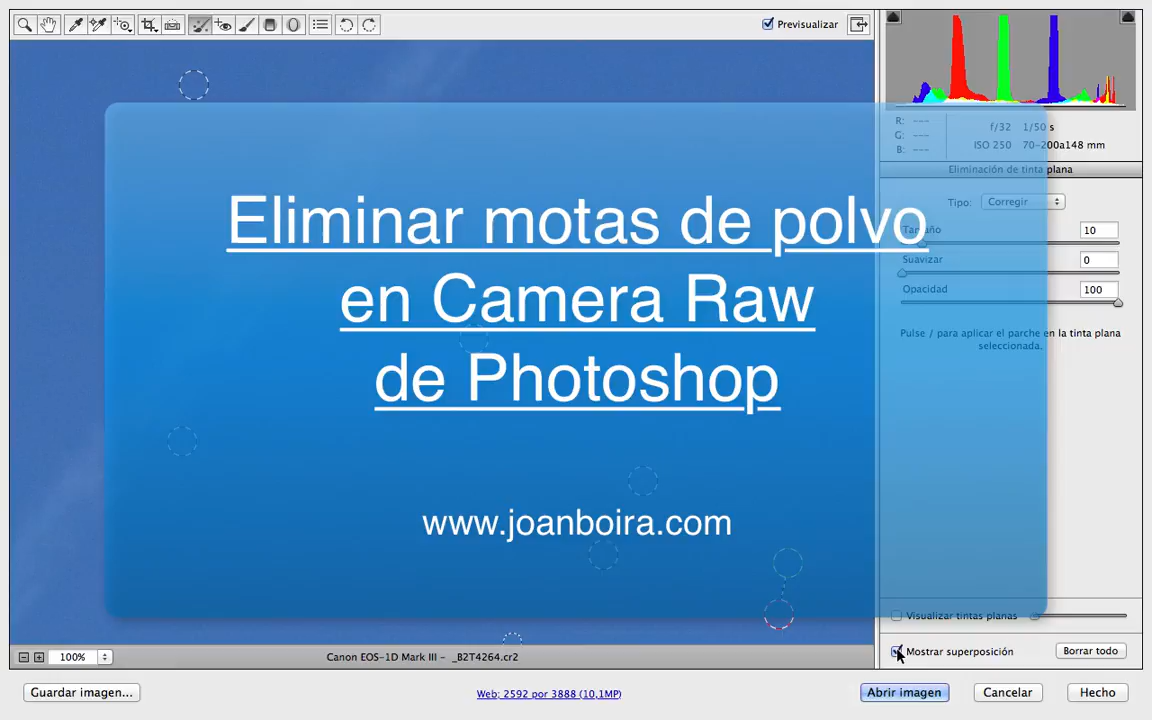 Previsualizar
R: ---
G: ---
B: ---
f/32 1/50 s
ISO 250 70-200a148 mm
Eliminación de tinta plana
Tipo: Corregir
Tamaño 10
Suavizar 0
Opacidad 100
Pulse / para aplicar el parche en la tinta plana
seleccionada.
Eliminar motas de polvo
en Camera Raw
de Photoshop
www.joanboira.com
Visualizar tintas planas
Mostrar superposición
Borrar todo
100%
Canon EOS-1D Mark III - _B2T4264.cr2
Guardar imagen...
Web; 2592 por 3888 (10,1MP)
Abrir imagen
Cancelar
Hecho